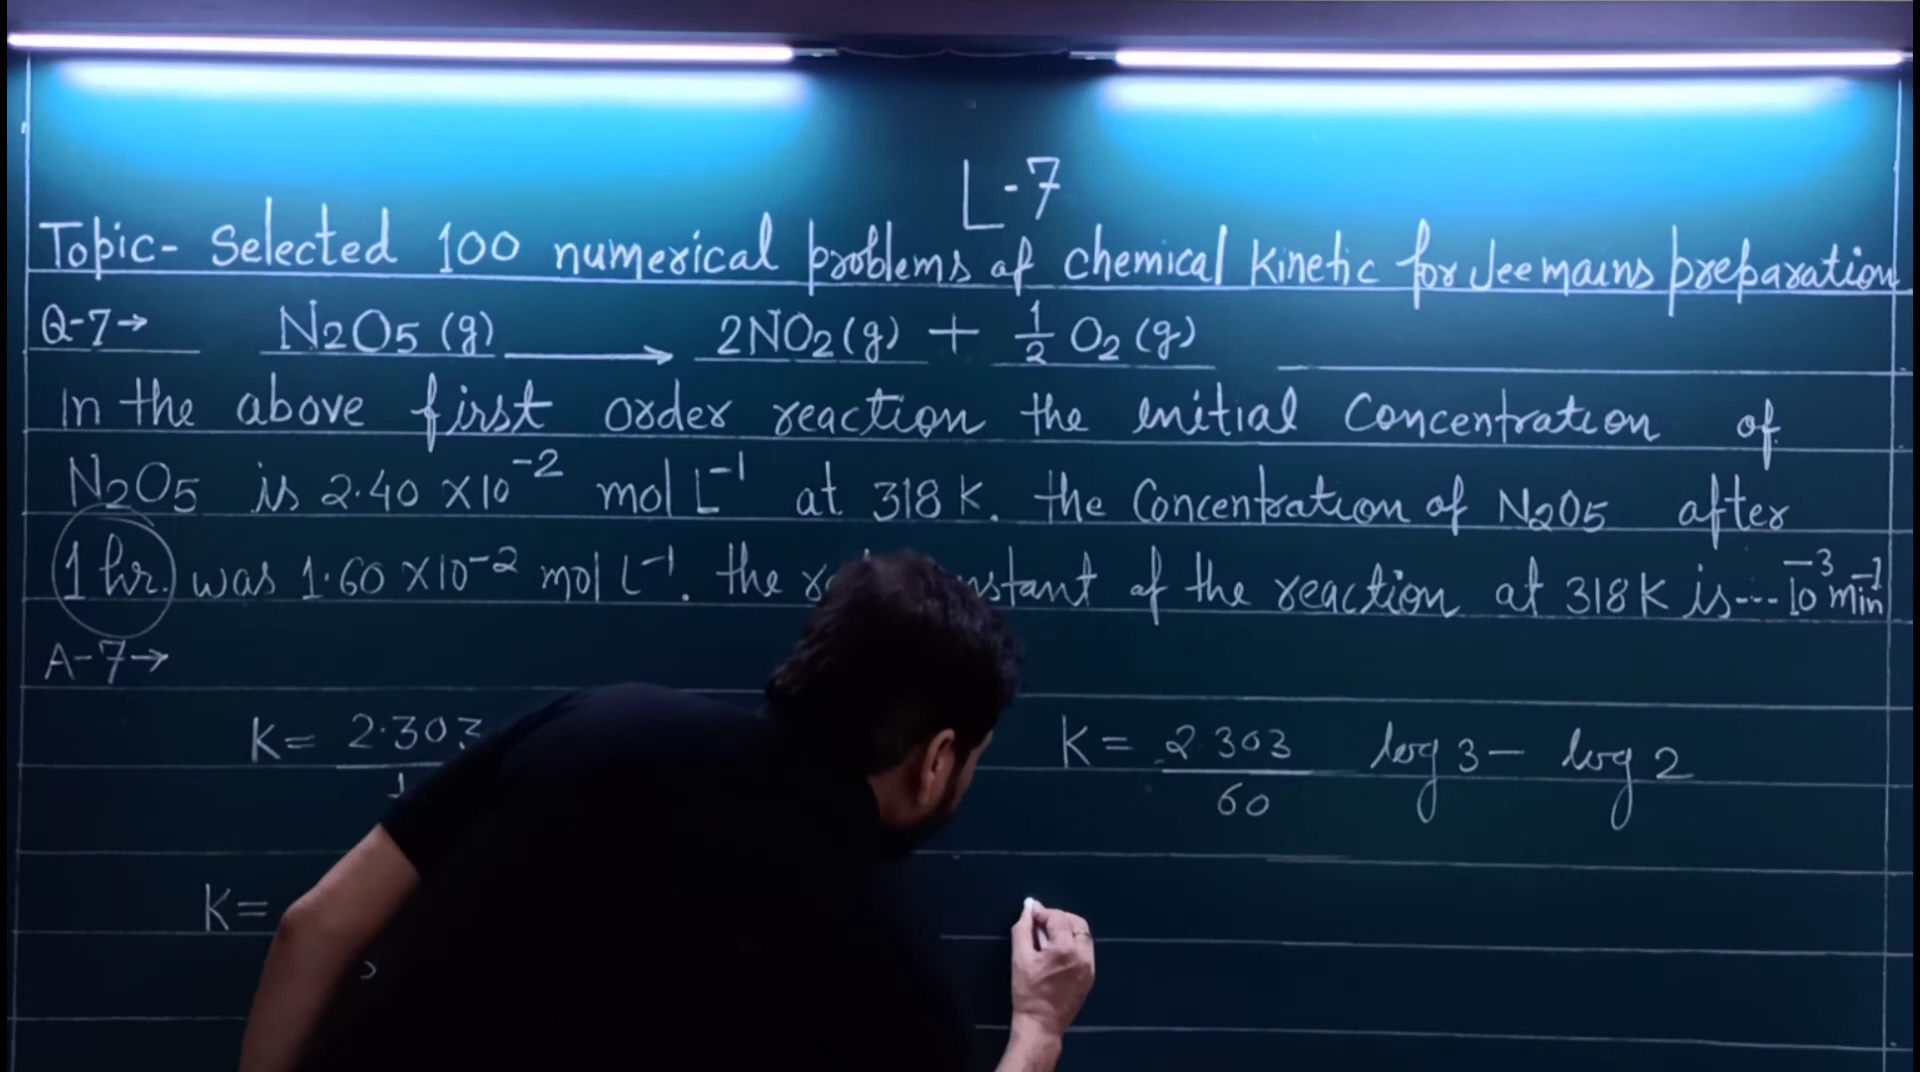 L-7
Topic- Selected 100 numerical problems of chemical Kinetic for Jee mains preparation
Q-7→ N2O5 (g) ⟶ 2NO2 (g) + 1/2 O2 (g)
In the above first order reaction the initial Concentration of
N2O5 is 2.40 ×10⁻² mol L⁻¹ at 318 K. the Concentration of N2O5 after
1 hr. was 1.60 ×10⁻² mol L⁻¹. the of the reaction at 318K is --- 10⁻³ min⁻¹
A-7→
K= 2.303
K = 2.303/60 log 3 - log 2
K=